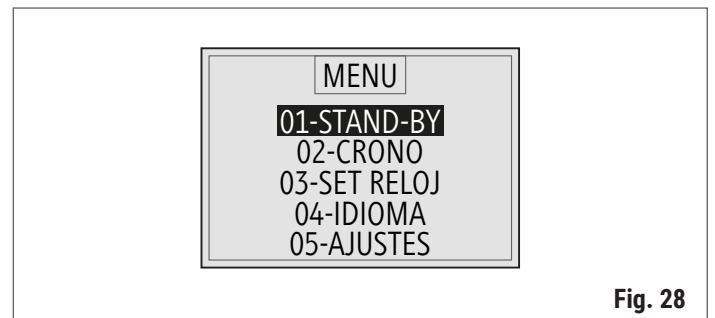 MENU
01-STAND-BY
02-CRONO
03-SET RELOJ
04-IDIOMA
05-AJUSTES
Fig. 28